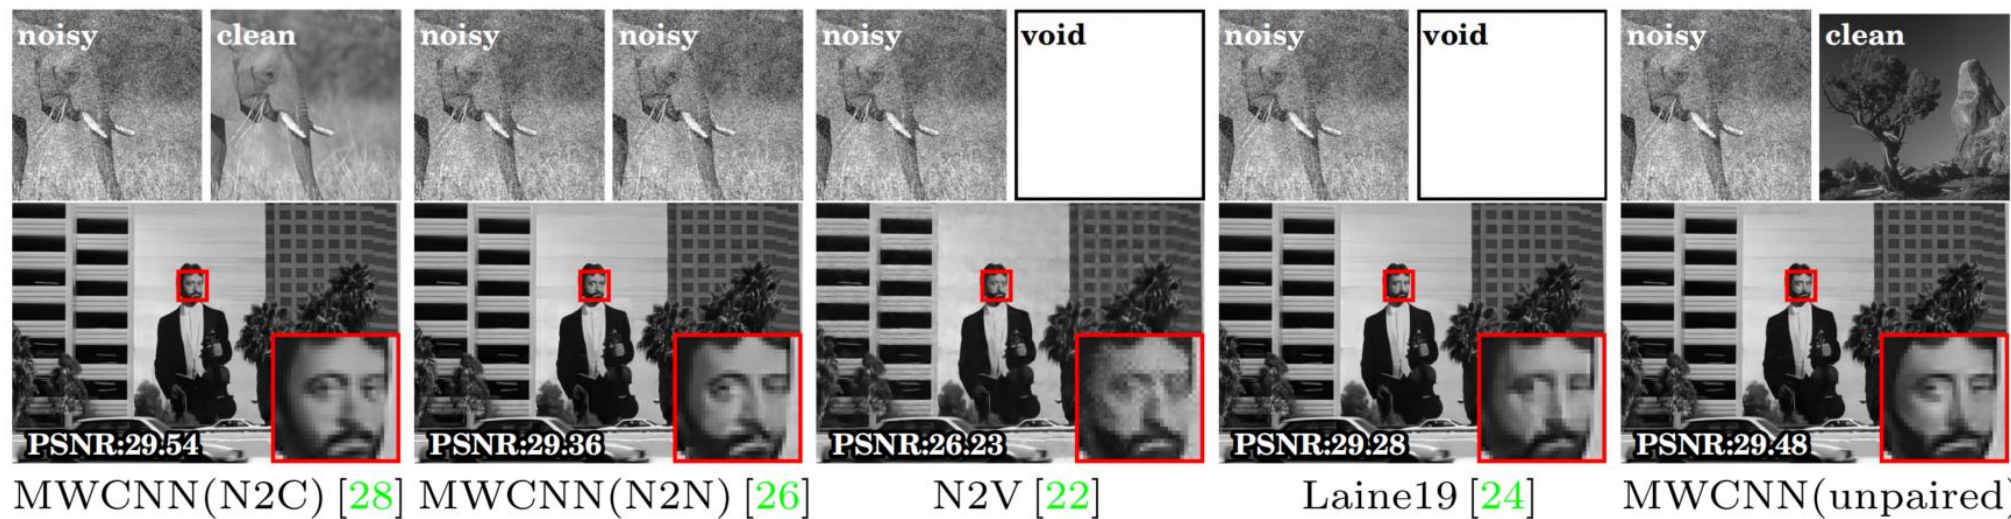 noisy clean noisy noisy noisy void noisy void noisy clean
PSNR:29.54 PSNR:29.36 PSNR:26.23 PSNR:29.28 PSNR:29.48
MWCNN(N2C) [28] MWCNN(N2N) [26] N2V [22] Laine19 [24] MWCNN(unpaired)